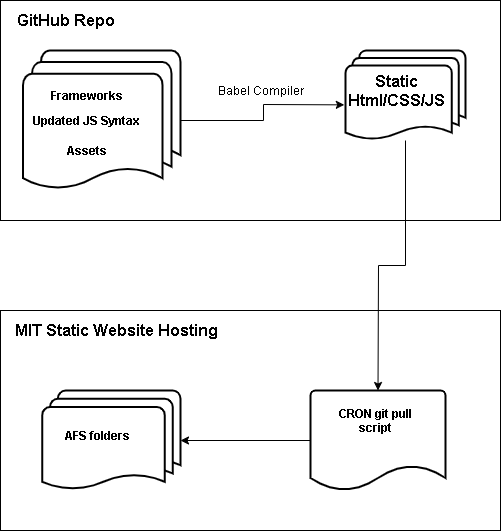 GitHub Repo
Frameworks
Updated JS Syntax
Assets
Babel Compiler
Static
Html/CSS/JS
MIT Static Website Hosting
AFS folders
CRON git pull
script